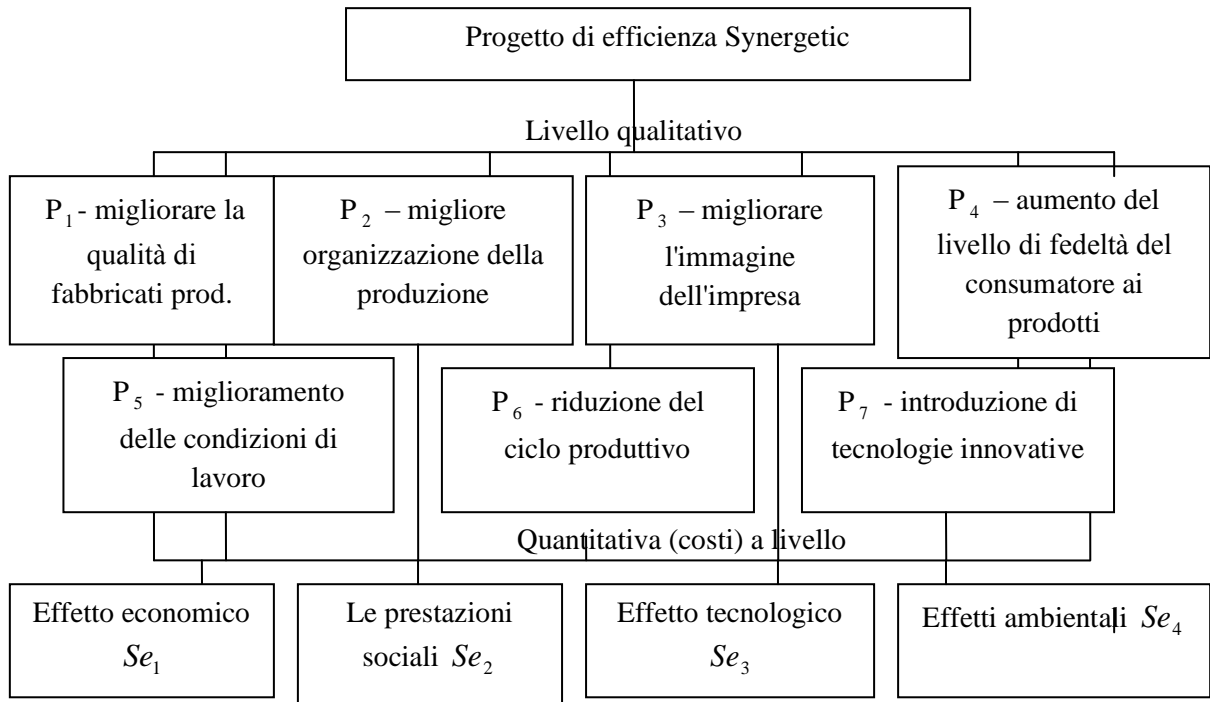 Progetto di efficienza Synergetic
Livello qualitativo
P₁ - migliorare la
qualità di
fabbricati prod.
P₂ – migliore
organizzazione della
produzione
P₃ – migliorare
l'immagine
dell'impresa
P₄ – aumento del
livello di fedeltà del
consumatore ai
prodotti
P₅ - miglioramento
delle condizioni di
lavoro
P₆ - riduzione del
ciclo produttivo
P₇ - introduzione di
tecnologie innovative
Quantitativa (costi) a livello
Effetto economico
Se₁
Le prestazioni
sociali Se₂
Effetto tecnologico
Se₃
Effetti ambientali Se₄